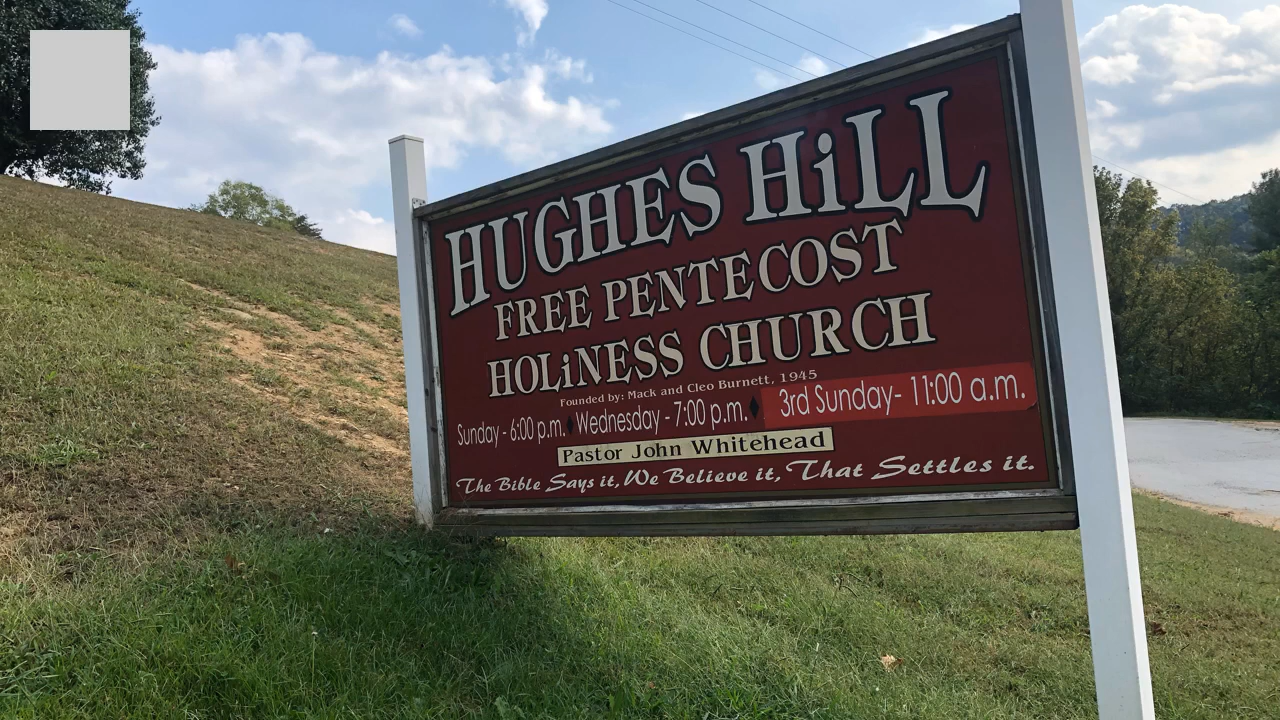 HUGHES HiLL
FREE PENTECOST
HOLiNESS CHURCH
Founded by: Mack and Cleo Burnett, 1945
Sunday - 6:00 p.m. ♦ Wednesday - 7:00 p.m. ♦ 3rd Sunday- 11:00 a.m.
Pastor John Whitehead
The Bible Says it, We Believe it, That Settles it.